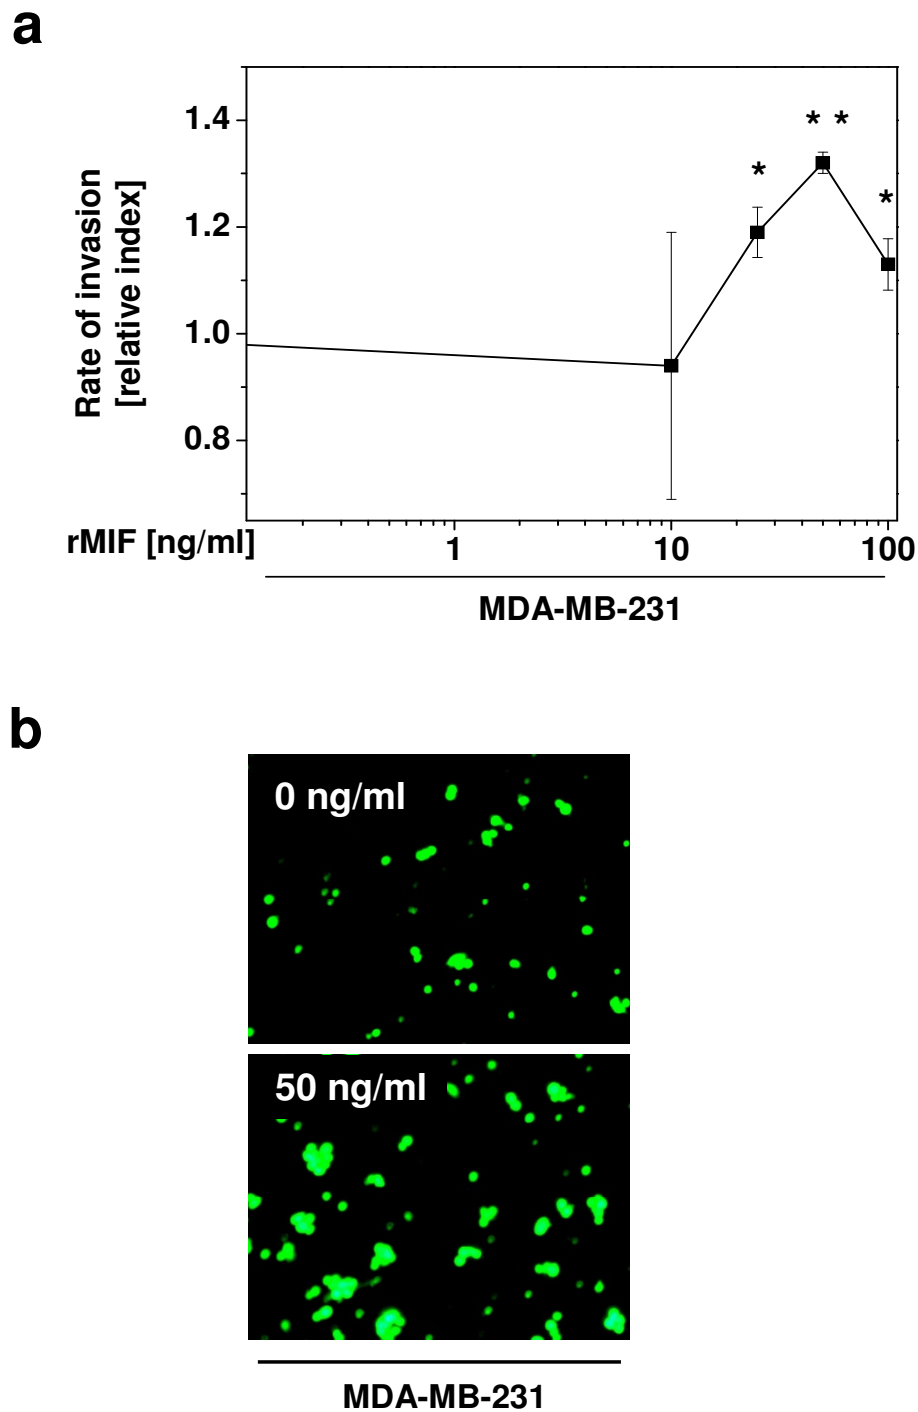 a
1.4
1.2
1.0
0.8
Rate of invasion
[relative index]
*
* *
*
rMIF [ng/ml]
1 10 100
MDA-MB-231
b
0 ng/ml
50 ng/ml
MDA-MB-231